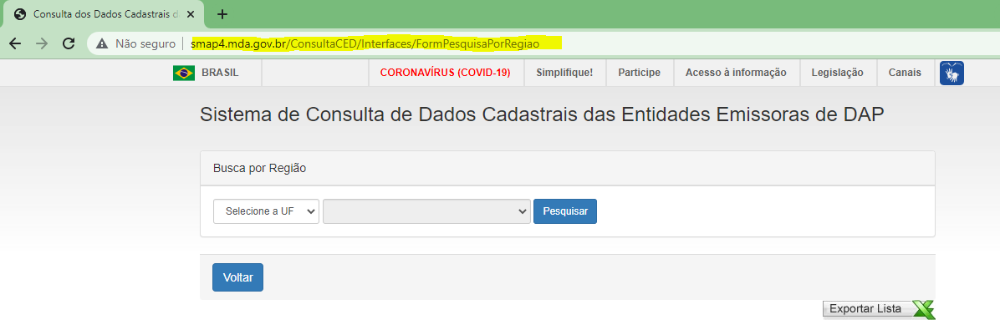 Consulta dos Dados Cadastrais d
Não seguro | smap4.mda.gov.br/ConsultaCED/Interfaces/FormPesquisaPorRegiao
BRASIL CORONAVÍRUS (COVID-19) Simplifique! Participe Acesso à informação Legislação Canais
Sistema de Consulta de Dados Cadastrais das Entidades Emissoras de DAP
Busca por Região
Selecione a UF Pesquisar
Voltar
Exportar Lista